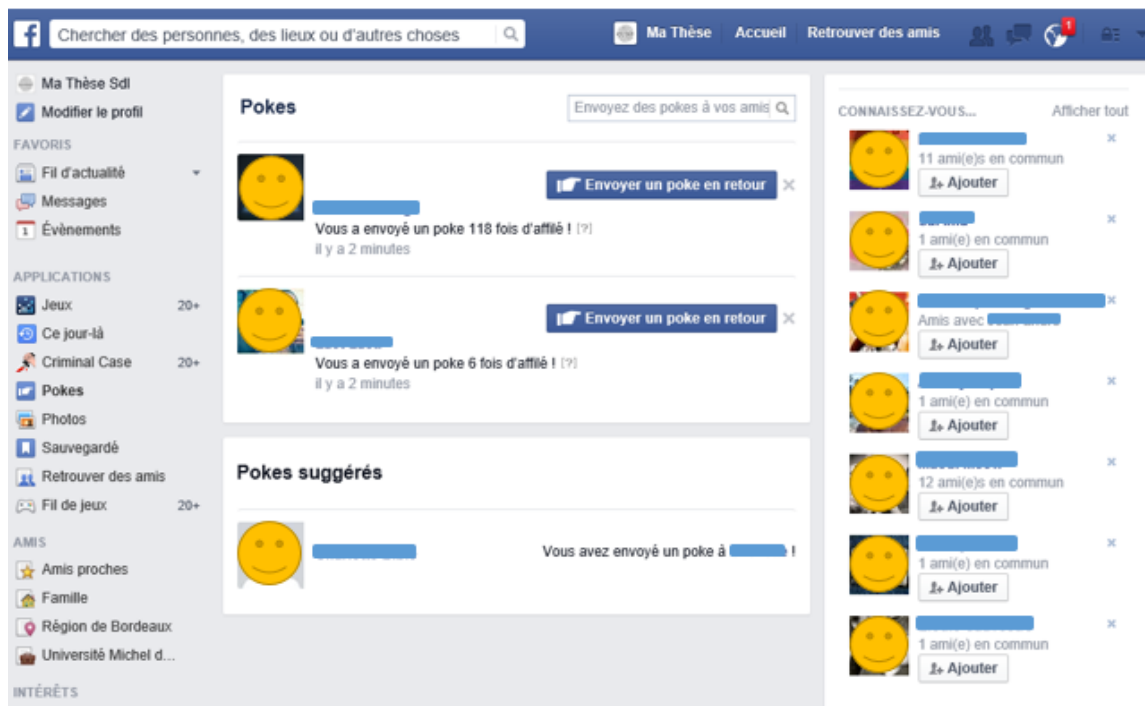 f
Chercher des personnes, des lieux ou d'autres choses
Ma Thèse Accueil Retrouver des amis
1
Ma Thèse Sdl
Modifier le profil
FAVORIS
Fil d'actualité
Messages
1 Évènements
APPLICATIONS
Jeux 20+
Ce jour-là
Criminal Case 20+
Pokes
Photos
Sauvegardé
Retrouver des amis
Fil de jeux 20+
AMIS
Amis proches
Famille
Région de Bordeaux
Université Michel d...
INTÉRÊTS
Pokes
Envoyez des pokes à vos amis
Envoyer un poke en retour
Vous a envoyé un poke 118 fois d'affilé ! [?]
il y a 2 minutes
Envoyer un poke en retour
Vous a envoyé un poke 6 fois d'affilé ! [?]
il y a 2 minutes
Pokes suggérés
Vous avez envoyé un poke à !
CONNAISSEZ-VOUS... Afficher tout
11 ami(e)s en commun
Ajouter
1 ami(e) en commun
Ajouter
Amis avec
Ajouter
1 ami(e) en commun
Ajouter
12 ami(e)s en commun
Ajouter
1 ami(e) en commun
Ajouter
1 ami(e) en commun
Ajouter